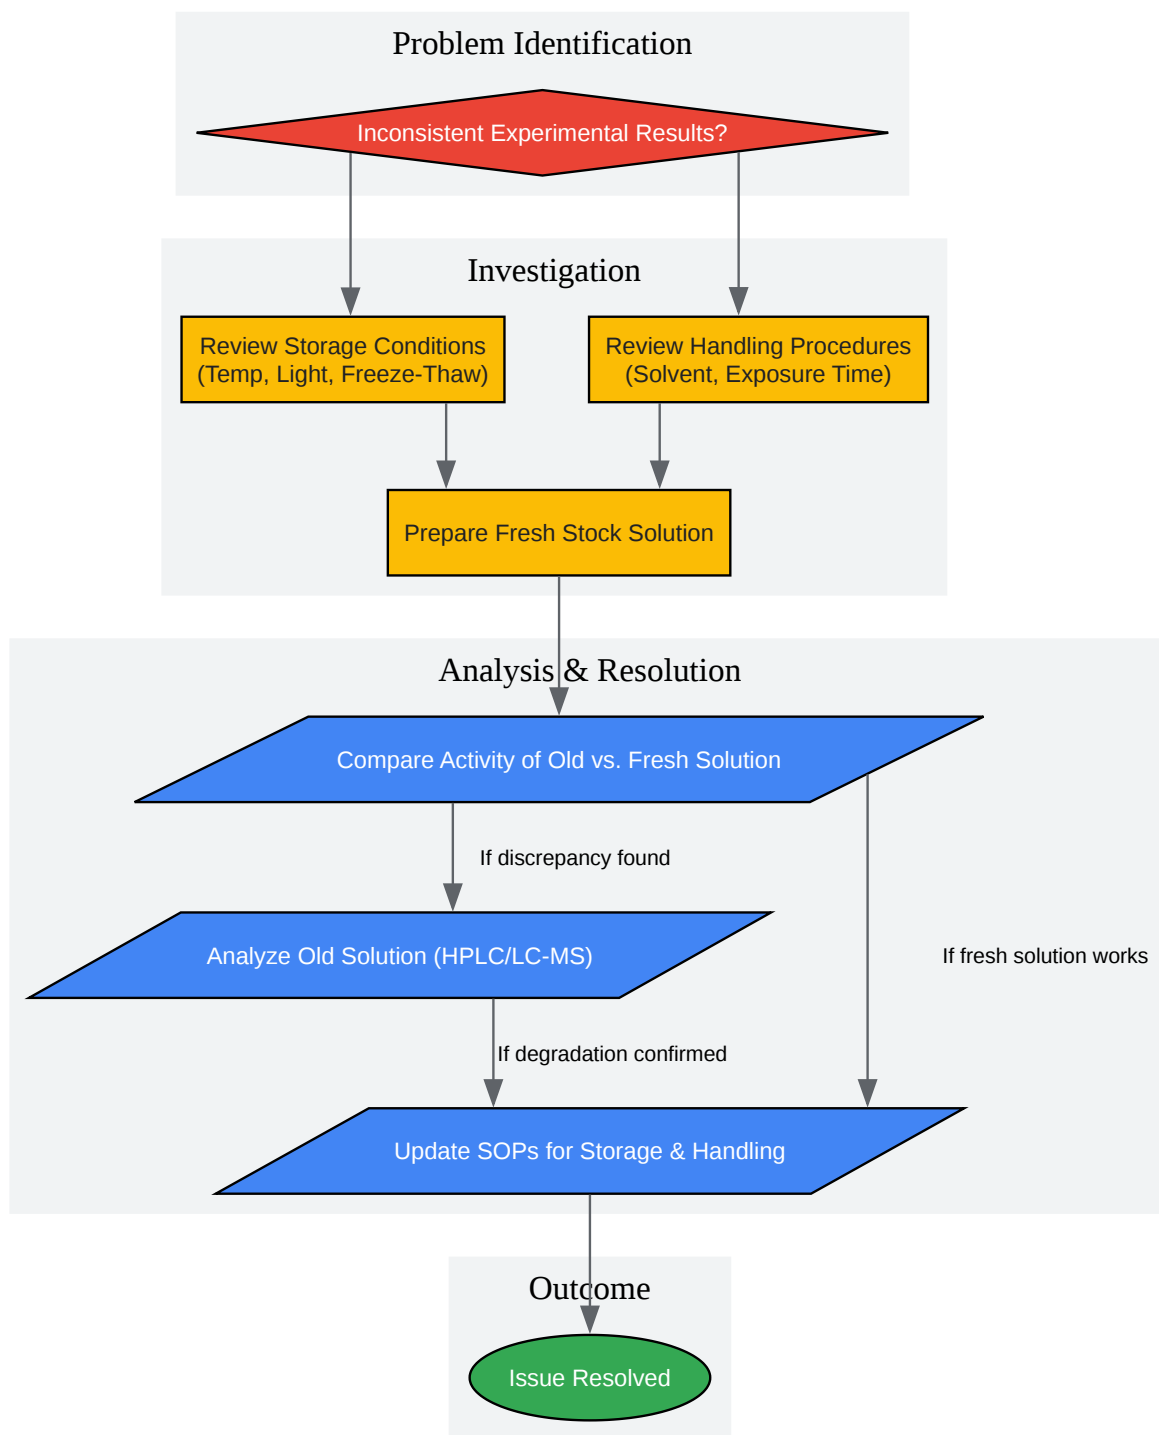 Problem Identification
Inconsistent Experimental Results?
Investigation
Review Storage Conditions
(Temp, Light, Freeze-Thaw)
Review Handling Procedures
(Solvent, Exposure Time)
Prepare Fresh Stock Solution
Analysis & Resolution
Compare Activity of Old vs. Fresh Solution
If discrepancy found
Analyze Old Solution (HPLC/LC-MS)
If fresh solution works
If degradation confirmed
Update SOPs for Storage & Handling
Outcome
Issue Resolved